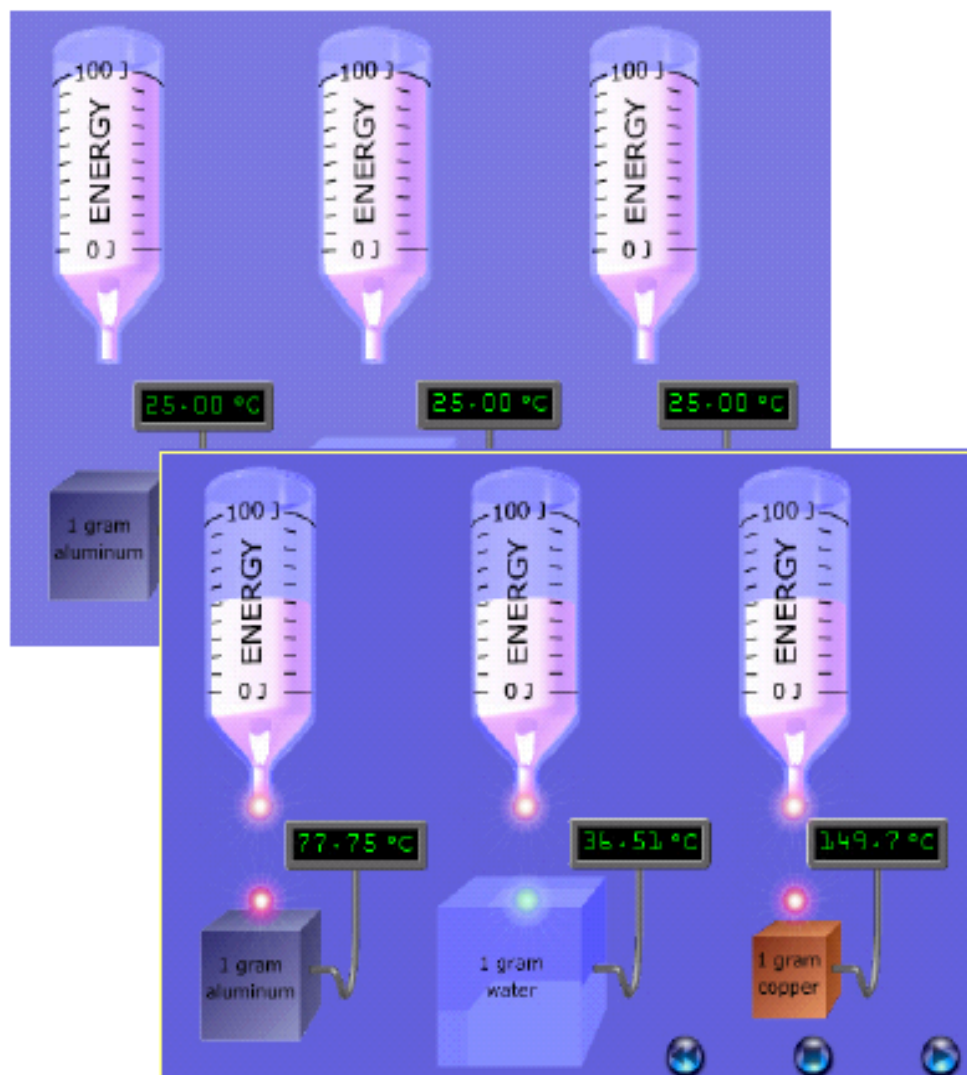 100 J
ENERGY
0 J
100 J
ENERGY
0 J
100 J
ENERGY
0 J
25.00 °C
25.00 °C
25.00 °C
1 gram
aluminum
100 J
ENERGY
0 J
100 J
ENERGY
0 J
100 J
ENERGY
0 J
77.75 °C
36.51 °C
149.7 °C
1 gram
aluminum
1 gram
water
1 gram
copper